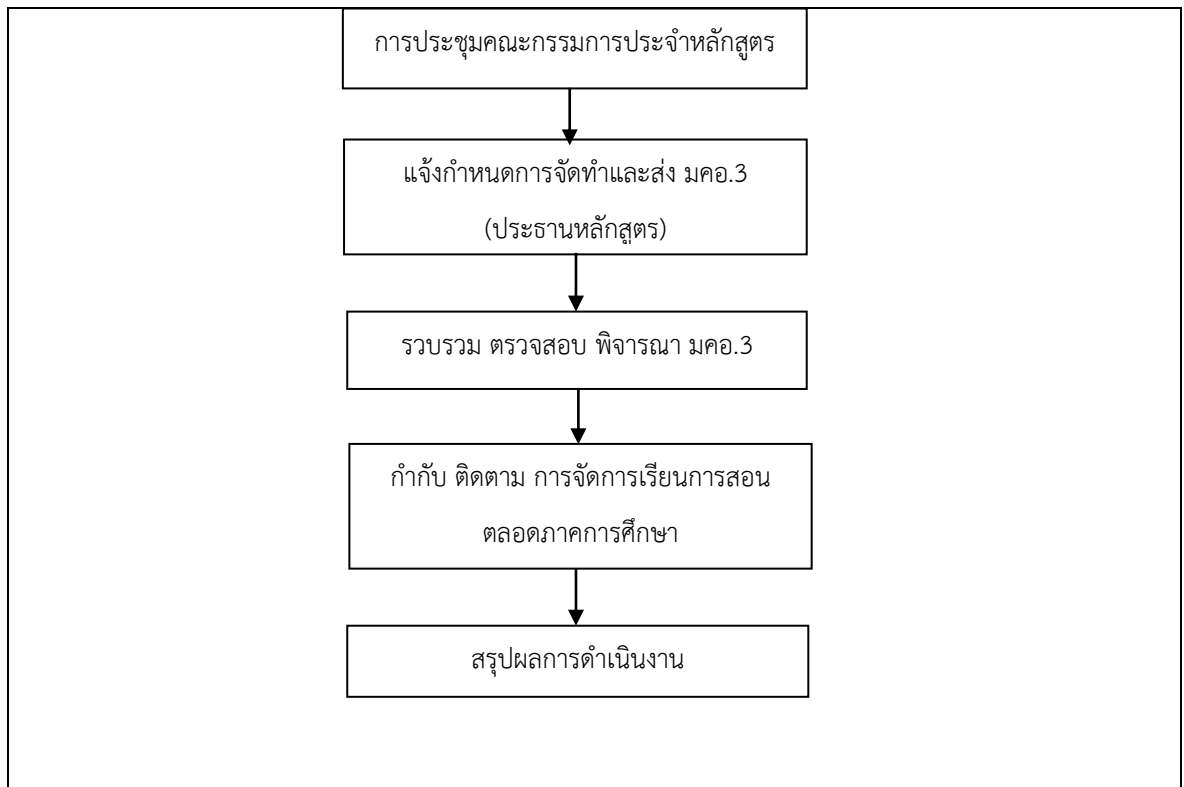 การประชุมคณะกรรมการประจำหลักสูตร
แจ้งกำหนดการจัดทำและส่ง มคอ.3
(ประธานหลักสูตร)
รวบรวม ตรวจสอบ พิจารณา มคอ.3
กำกับ ติดตาม การจัดการเรียนการสอน
ตลอดภาคการศึกษา
สรุปผลการดำเนินงาน